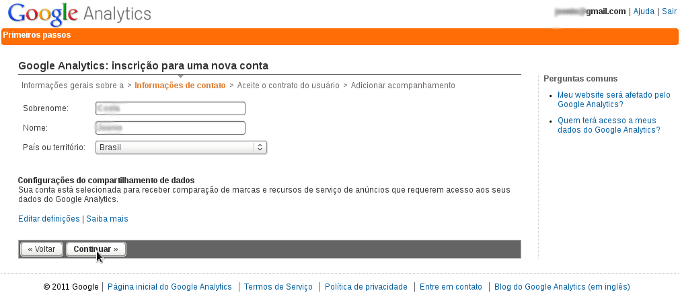 Google Analytics
gmail.com | Ajuda | Sair
Primeiros passos
Google Analytics: inscrição para uma nova conta
Informações gerais sobre a > Informações de contato > Aceite o contrato do usuário > Adicionar acompanhamento
Sobrenome:
Nome:
País ou território: Brasil
Configurações do compartilhamento de dados
Sua conta está selecionada para receber comparação de marcas e recursos de serviço de anúncios que requerem acesso aos seus
dados do Google Analytics.
Editar definições | Saiba mais
« Voltar Continuar »
Perguntas comuns
• Meu website será afetado pelo
Google Analytics?
• Quem terá acesso a meus
dados do Google Analytics?
© 2011 Google | Página inicial do Google Analytics | Termos de Serviço | Política de privacidade | Entre em contato | Blog do Google Analytics (em inglês)